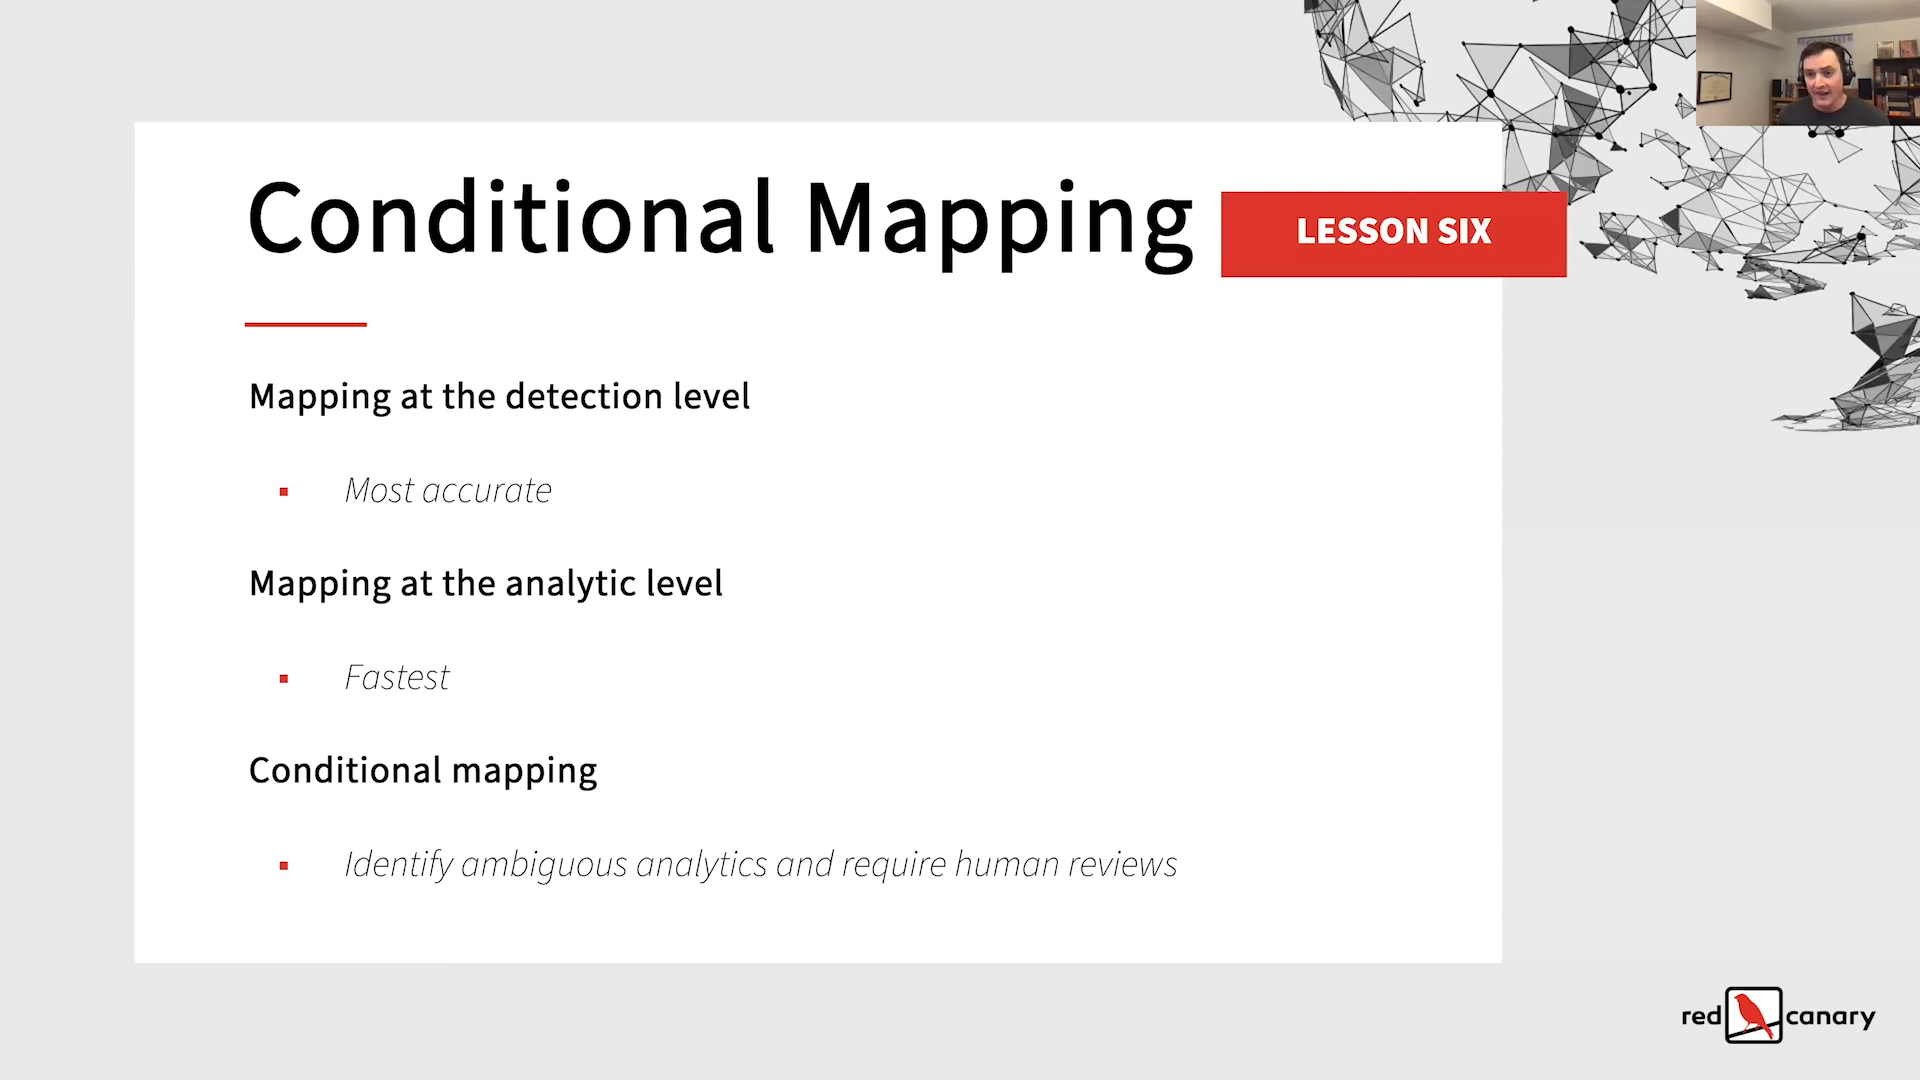 Conditional Mapping
LESSON SIX
Mapping at the detection level
Most accurate
Mapping at the analytic level
Fastest
Conditional mapping
Identify ambiguous analytics and require human reviews
red canary